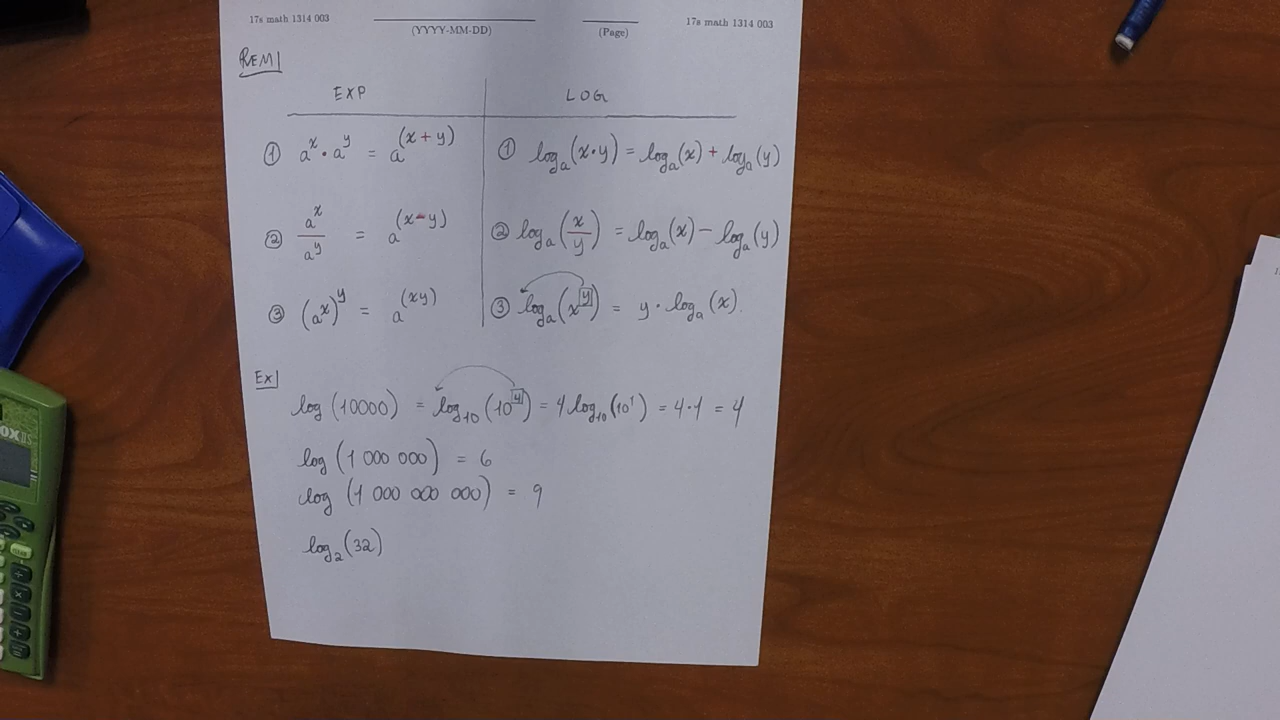 17s math 1314 003 (YYYY-MM-DD) (Page) 17s math 1314 003
REM
EXP LOG
① a^x · a^y = a^(x+y) ① log_a(x·y) = log_a(x) + log_a(y)
② a^x/a^y = a^(x-y) ② log_a(x/y) = log_a(x) - log_a(y)
③ (a^x)^y = a^(xy) ③ log_a(x^y) = y · log_a(x).
EX
log(10000) = log_10(10^4) = 4 log_10(10^1) = 4·1 = 4
log(1 000 000) = 6
log(1 000 000 000) = 9
log_2(32)